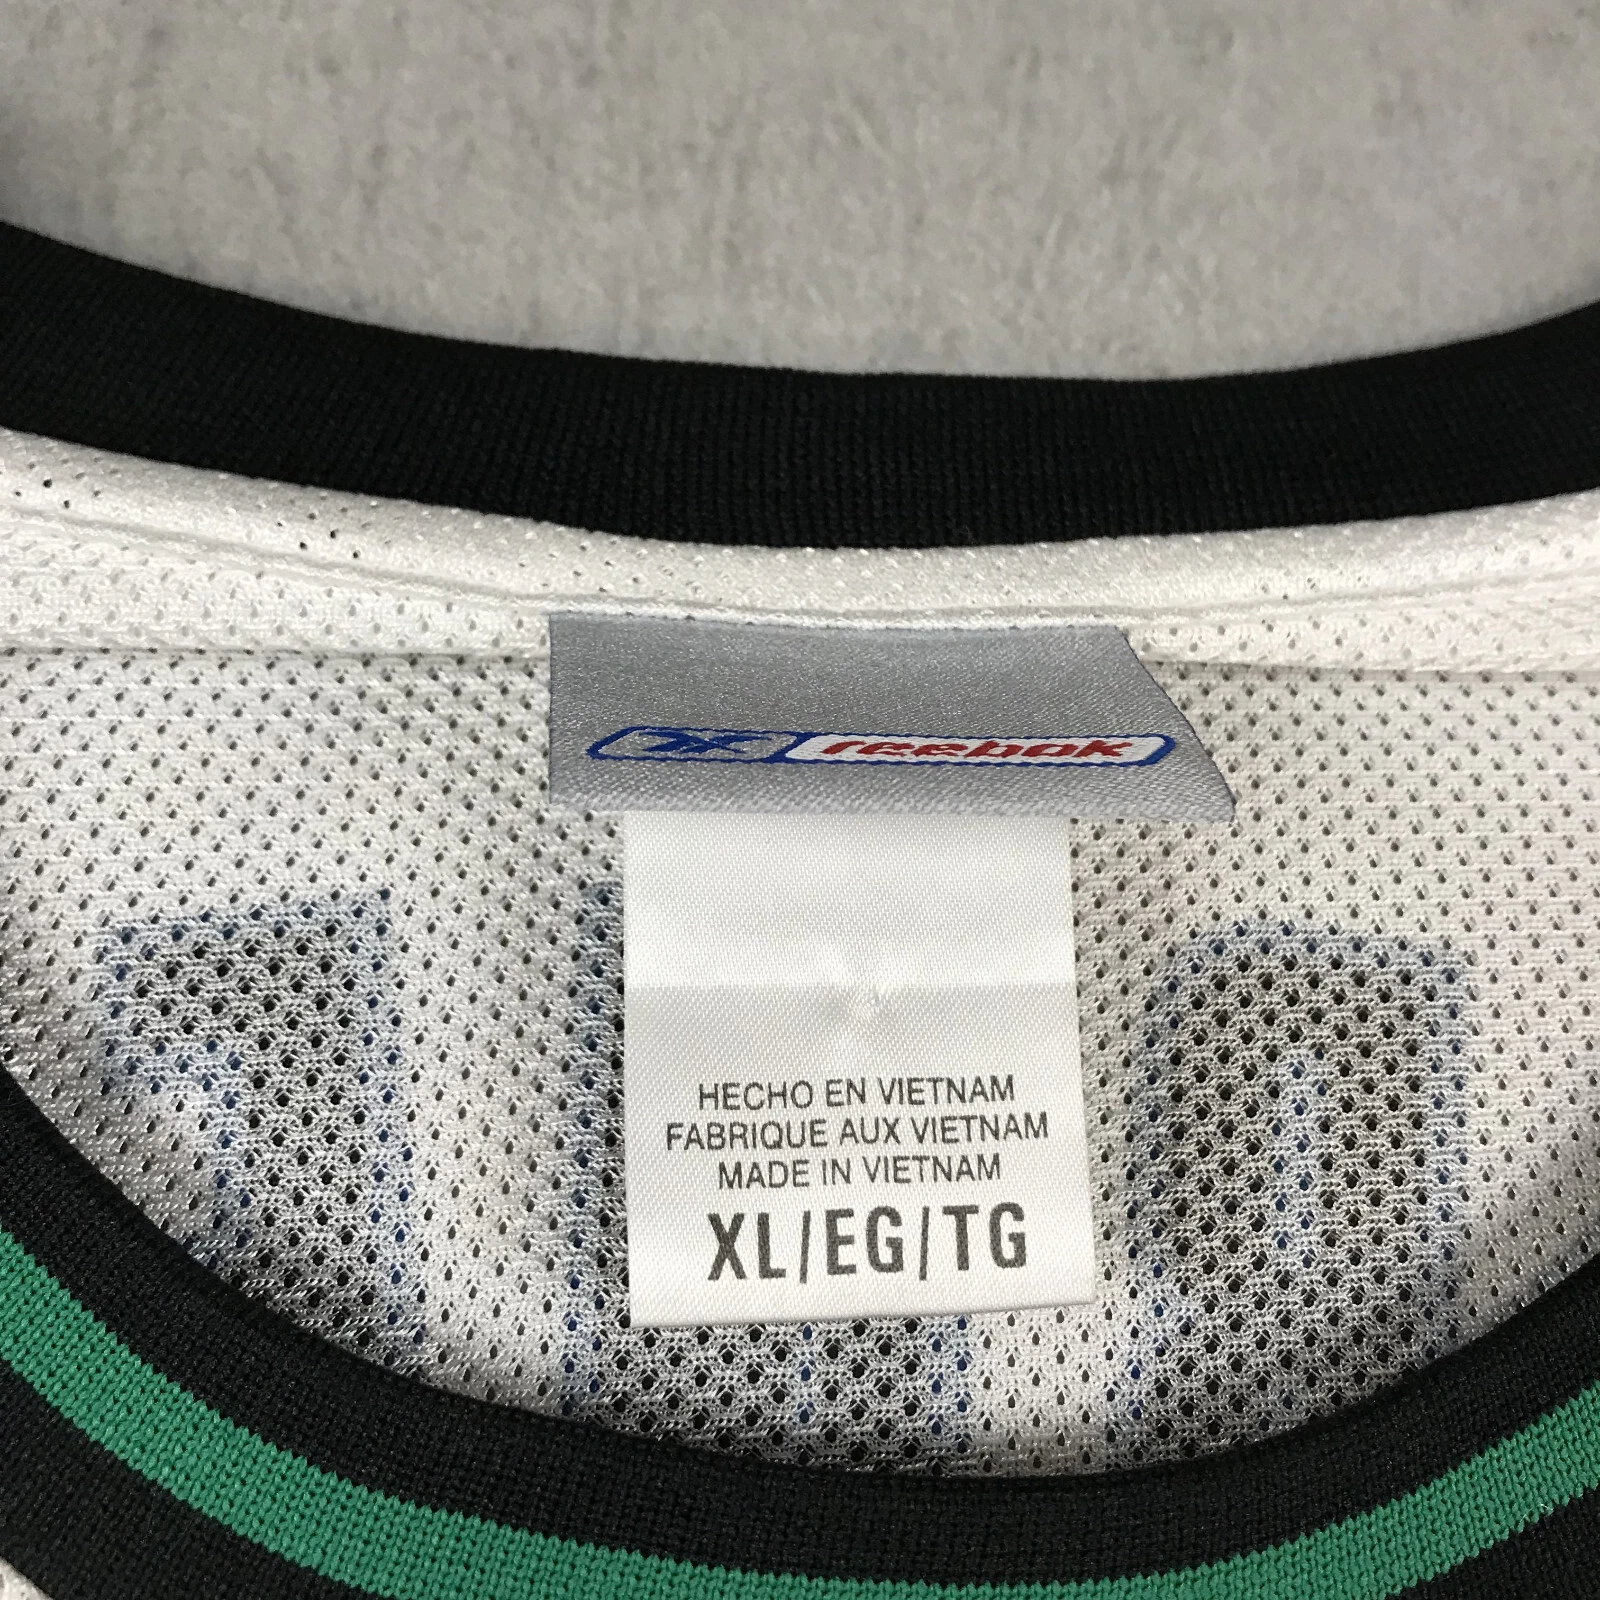 reebok
HECHO EN VIETNAM
FABRIQUE AUX VIETNAM
MADE IN VIETNAM
XL/EG/TG